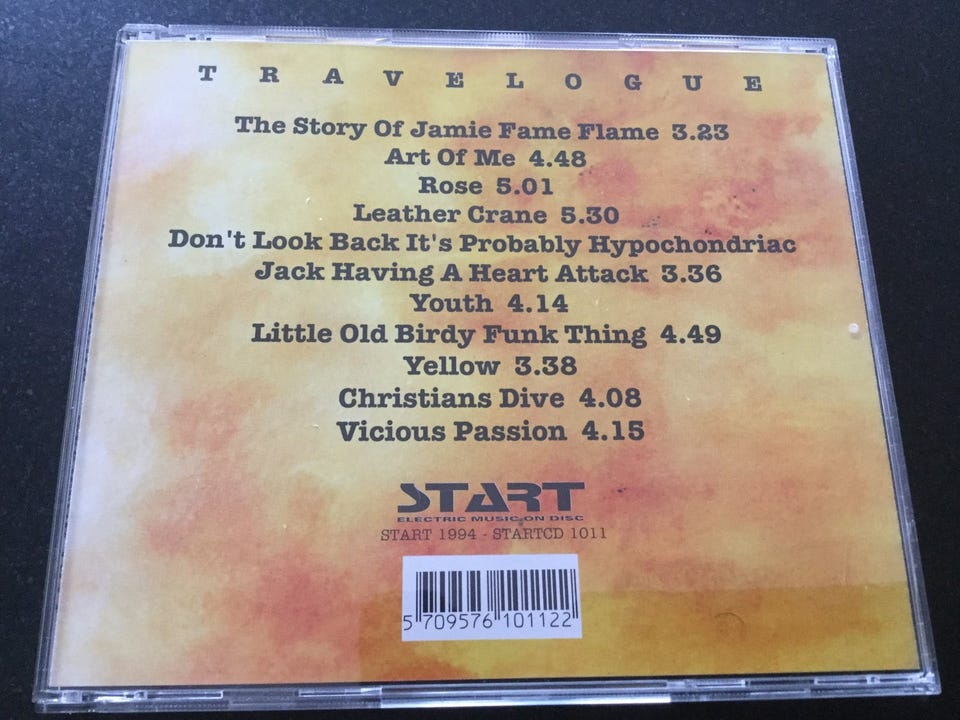 TRAVELOGUE
The Story Of Jamie Fame Flame 3.23
Art Of Me 4.48
Rose 5.01
Leather Crane 5.30
Don't Look Back It's Probably Hypochondriac
Jack Having A Heart Attack 3.36
Youth 4.14
Little Old Birdy Funk Thing 4.49
Yellow 3.38
Christians Dive 4.08
Vicious Passion 4.15
START
ELECTRIC MUSIC ON DISC
START 1994 - STARTCD 1011
5 709576 101122